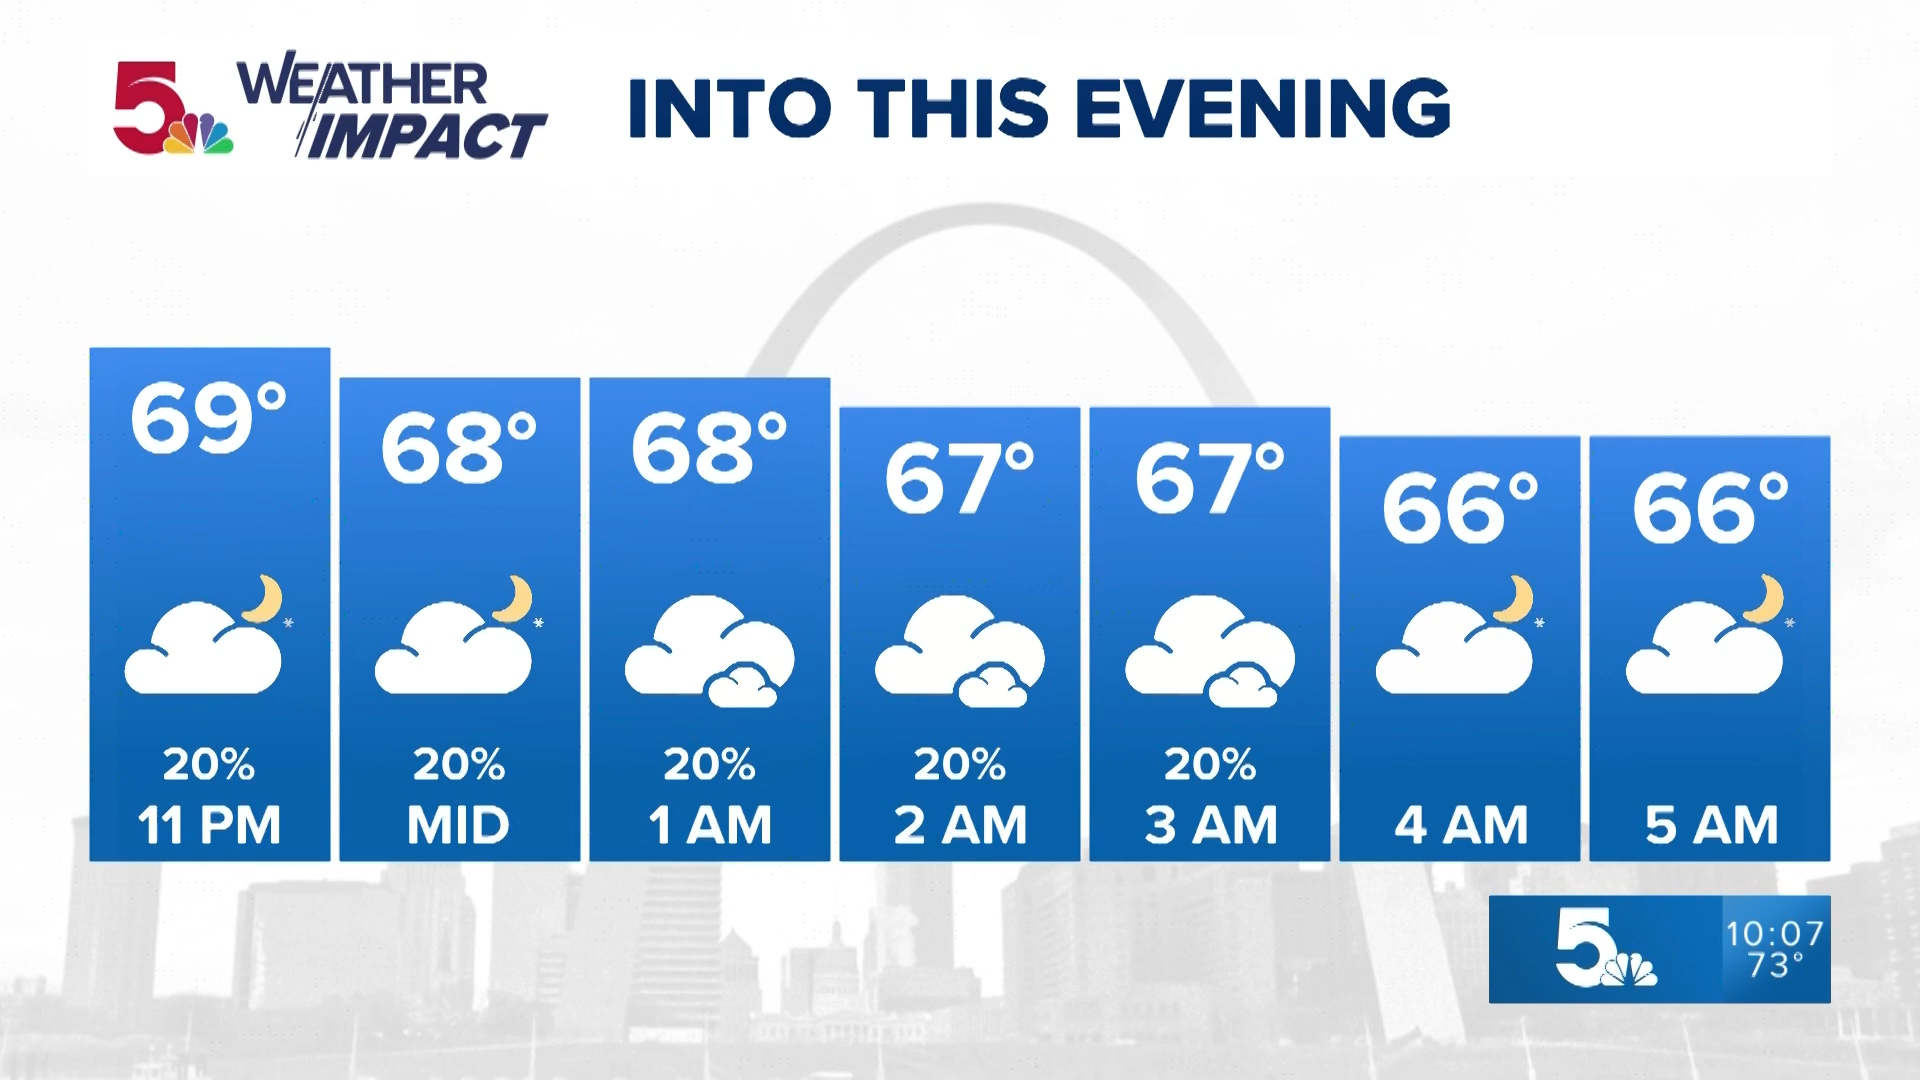 5 WEATHER IMPACT
INTO THIS EVENING
69° 68° 68° 67° 67° 66° 66°
20% 20% 20% 20% 20%
11 PM MID 1 AM 2 AM 3 AM 4 AM 5 AM
5 10:07
73°